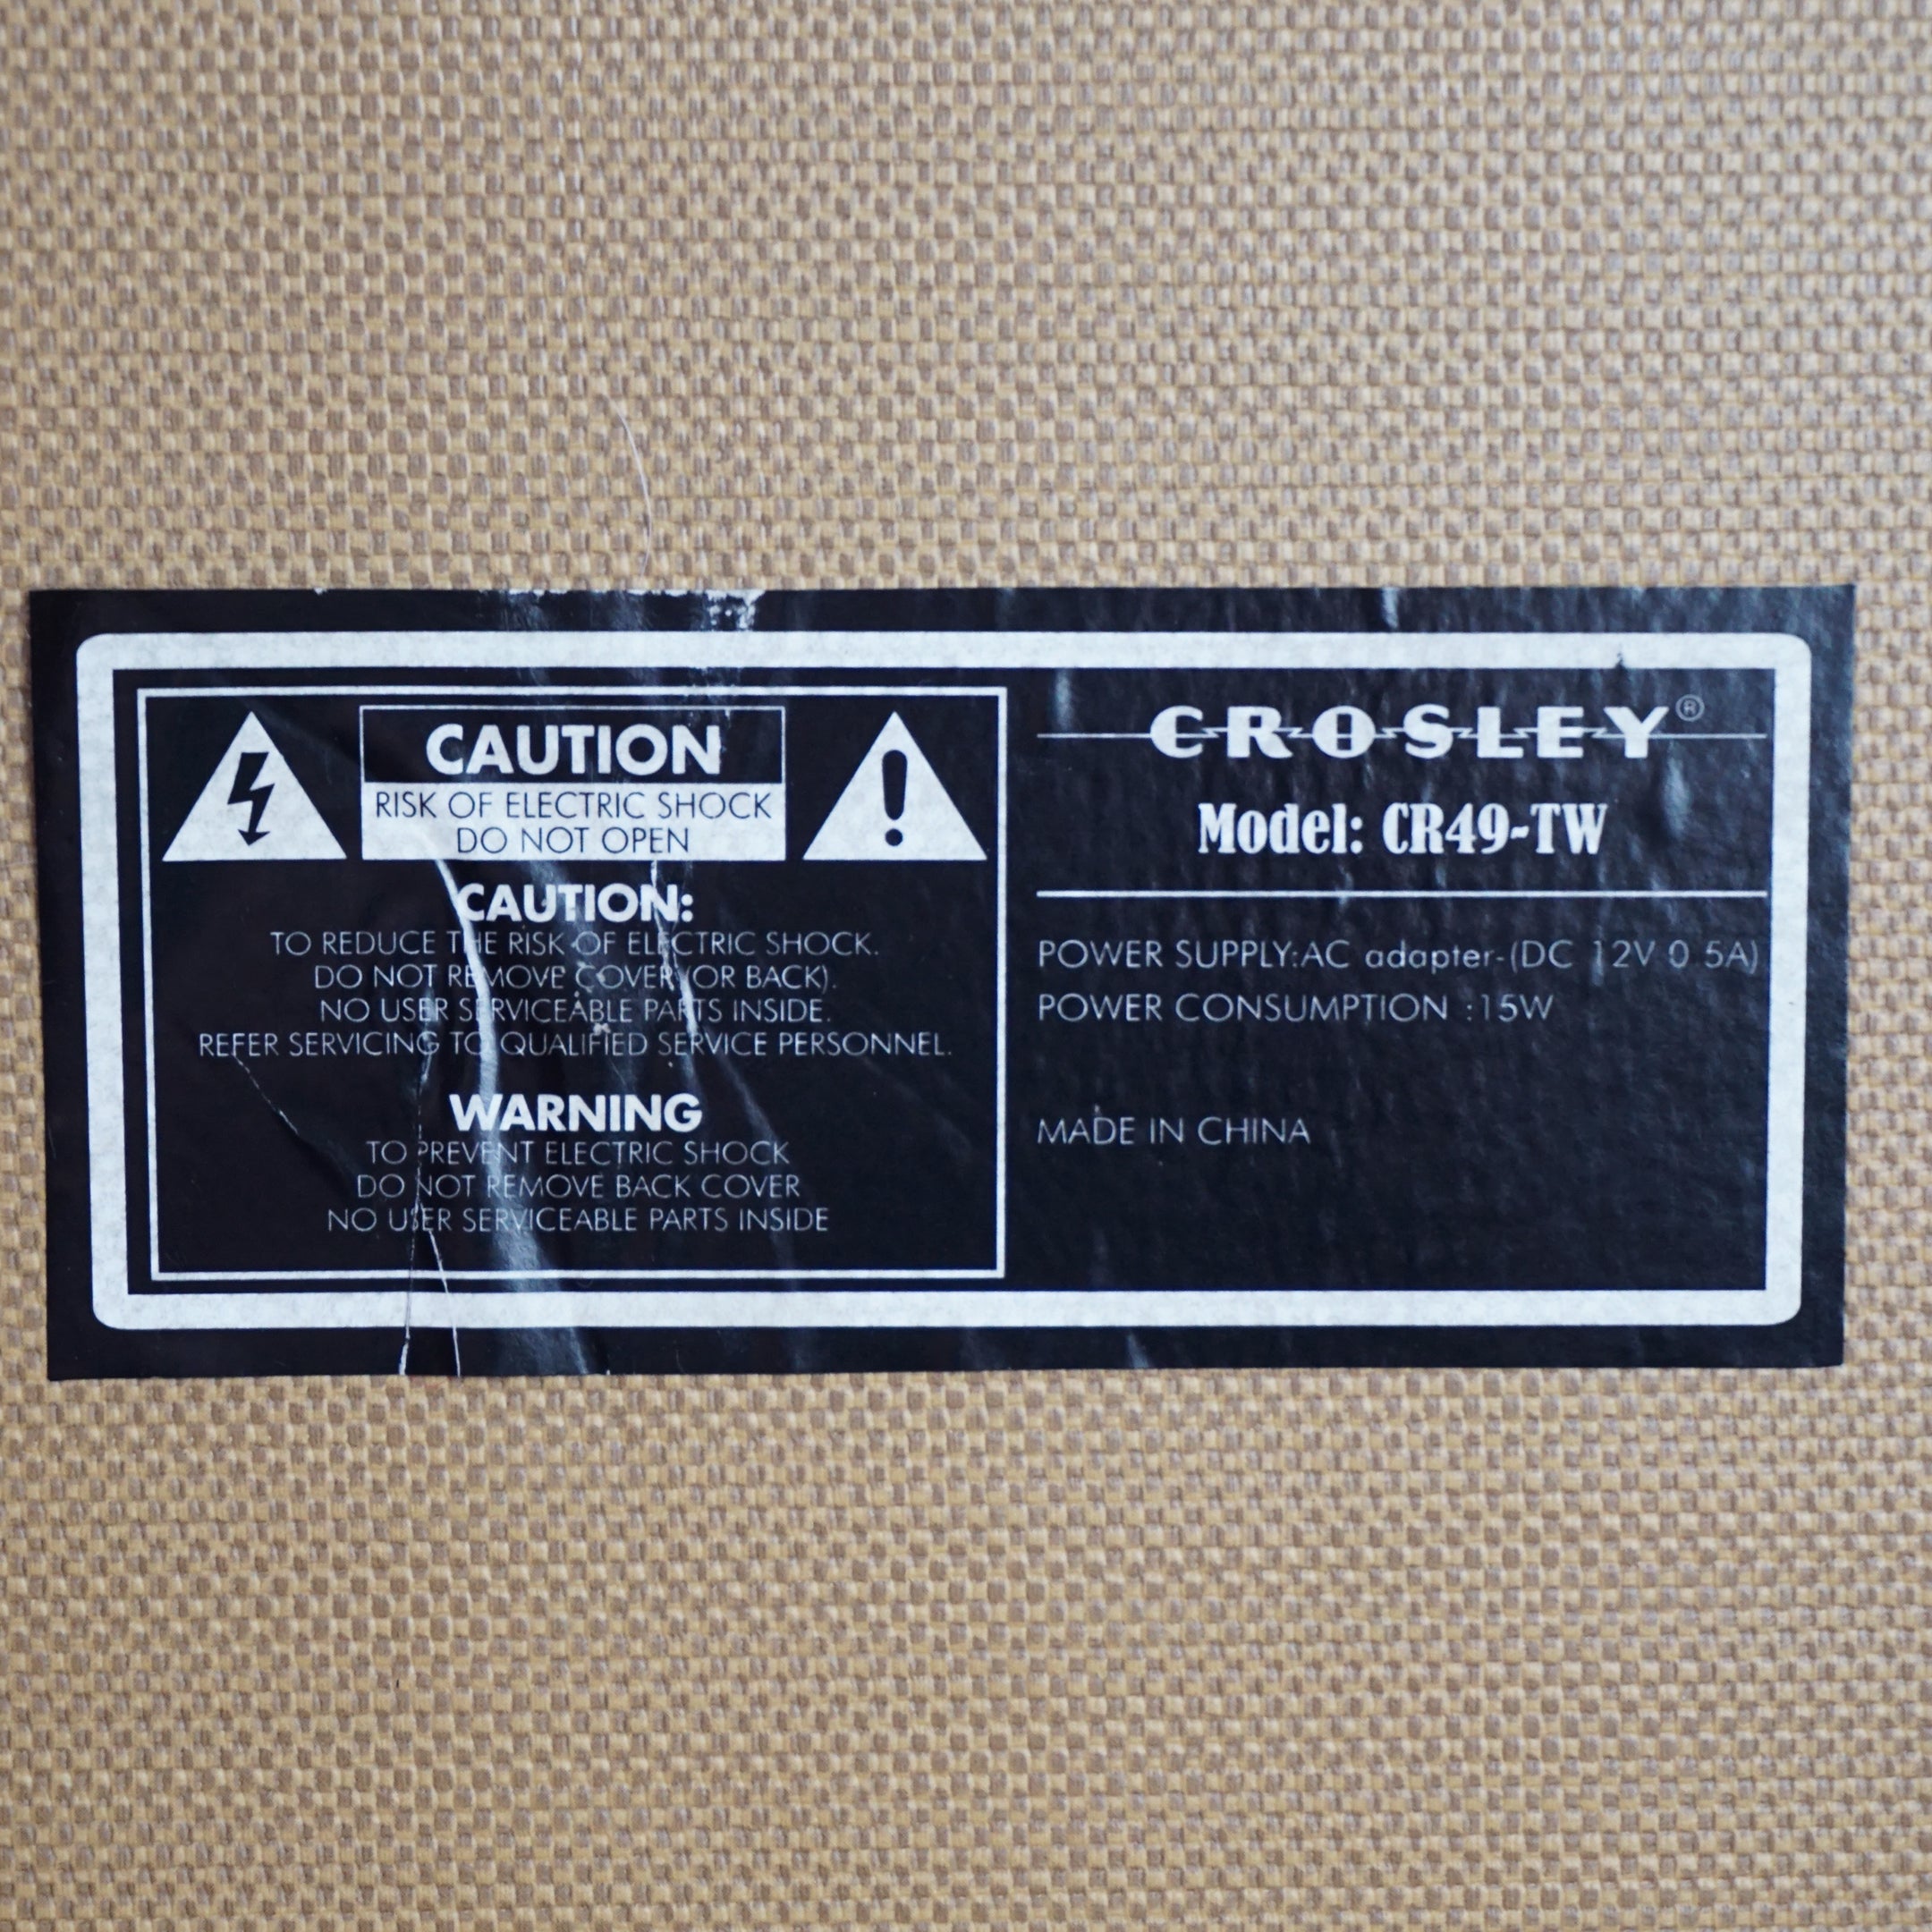 CAUTION
RISK OF ELECTRIC SHOCK
DO NOT OPEN
CAUTION:
TO REDUCE THE RISK OF ELECTRIC SHOCK.
DO NOT REMOVE COVER (OR BACK).
NO USER SERVICEABLE PARTS INSIDE.
REFER SERVICING TO QUALIFIED SERVICE PERSONNEL.
WARNING
TO PREVENT ELECTRIC SHOCK
DO NOT REMOVE BACK COVER
NO USER SERVICEABLE PARTS INSIDE
CROSLEY®
Model: CR49-TW
POWER SUPPLY:AC adapter-(DC 12V 0.5A)
POWER CONSUMPTION :15W
MADE IN CHINA